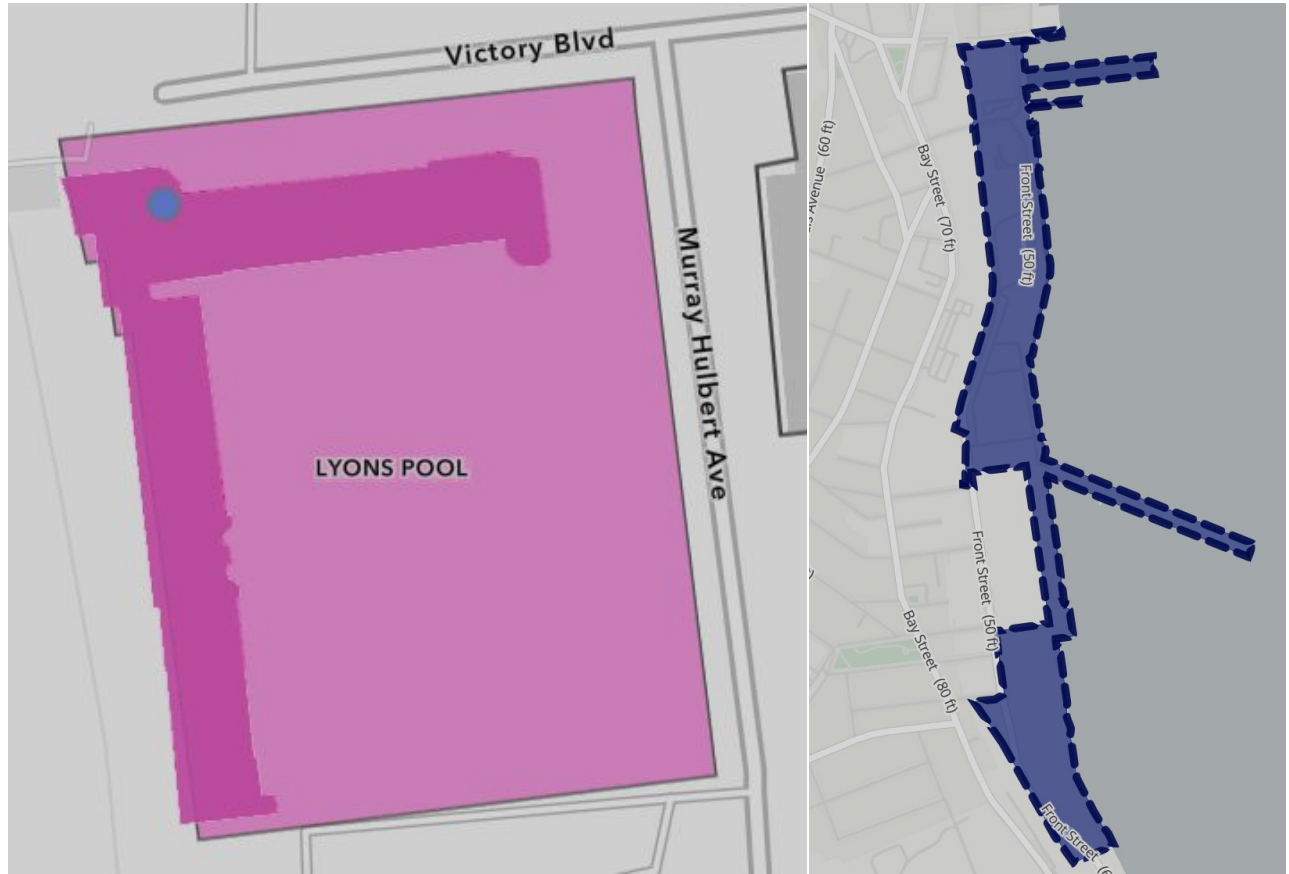 Victory Blvd
Murray Hulbert Ave
LYONS POOL
Bay Street (70 ft)
Front Street (50 ft)
Front Street (50 ft)
Bay Street (80 ft)
Front Street